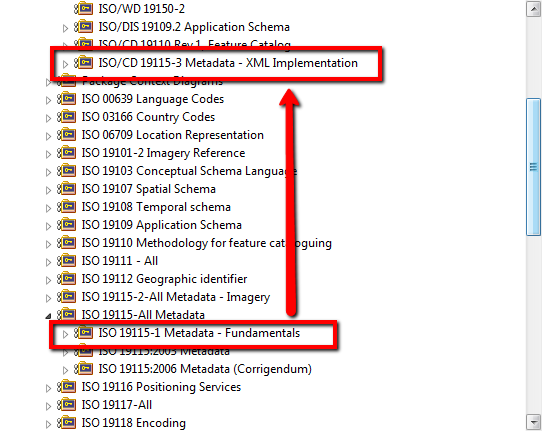 ISO/WD 19150-2
ISO/DIS 19109.2 Application Schema
ISO/CD 19110 Rev 1, Feature Catalog
ISO/CD 19115-3 Metadata - XML Implementation
Package Context Diagrams
ISO 00639 Language Codes
ISO 03166 Country Codes
ISO 06709 Location Representation
ISO 19101-2 Imagery Reference
ISO 19103 Conceptual Schema Language
ISO 19107 Spatial Schema
ISO 19108 Temporal schema
ISO 19109 Application Schema
ISO 19110 Methodology for feature cataloguing
ISO 19111 - All
ISO 19112 Geographic identifier
ISO 19115-2-All Metadata - Imagery
ISO 19115-All Metadata
ISO 19115-1 Metadata - Fundamentals
ISO 19115:2003 Metadata
ISO 19115:2006 Metadata (Corrigendum)
ISO 19116 Positioning Services
ISO 19117-All
ISO 19118 Encoding